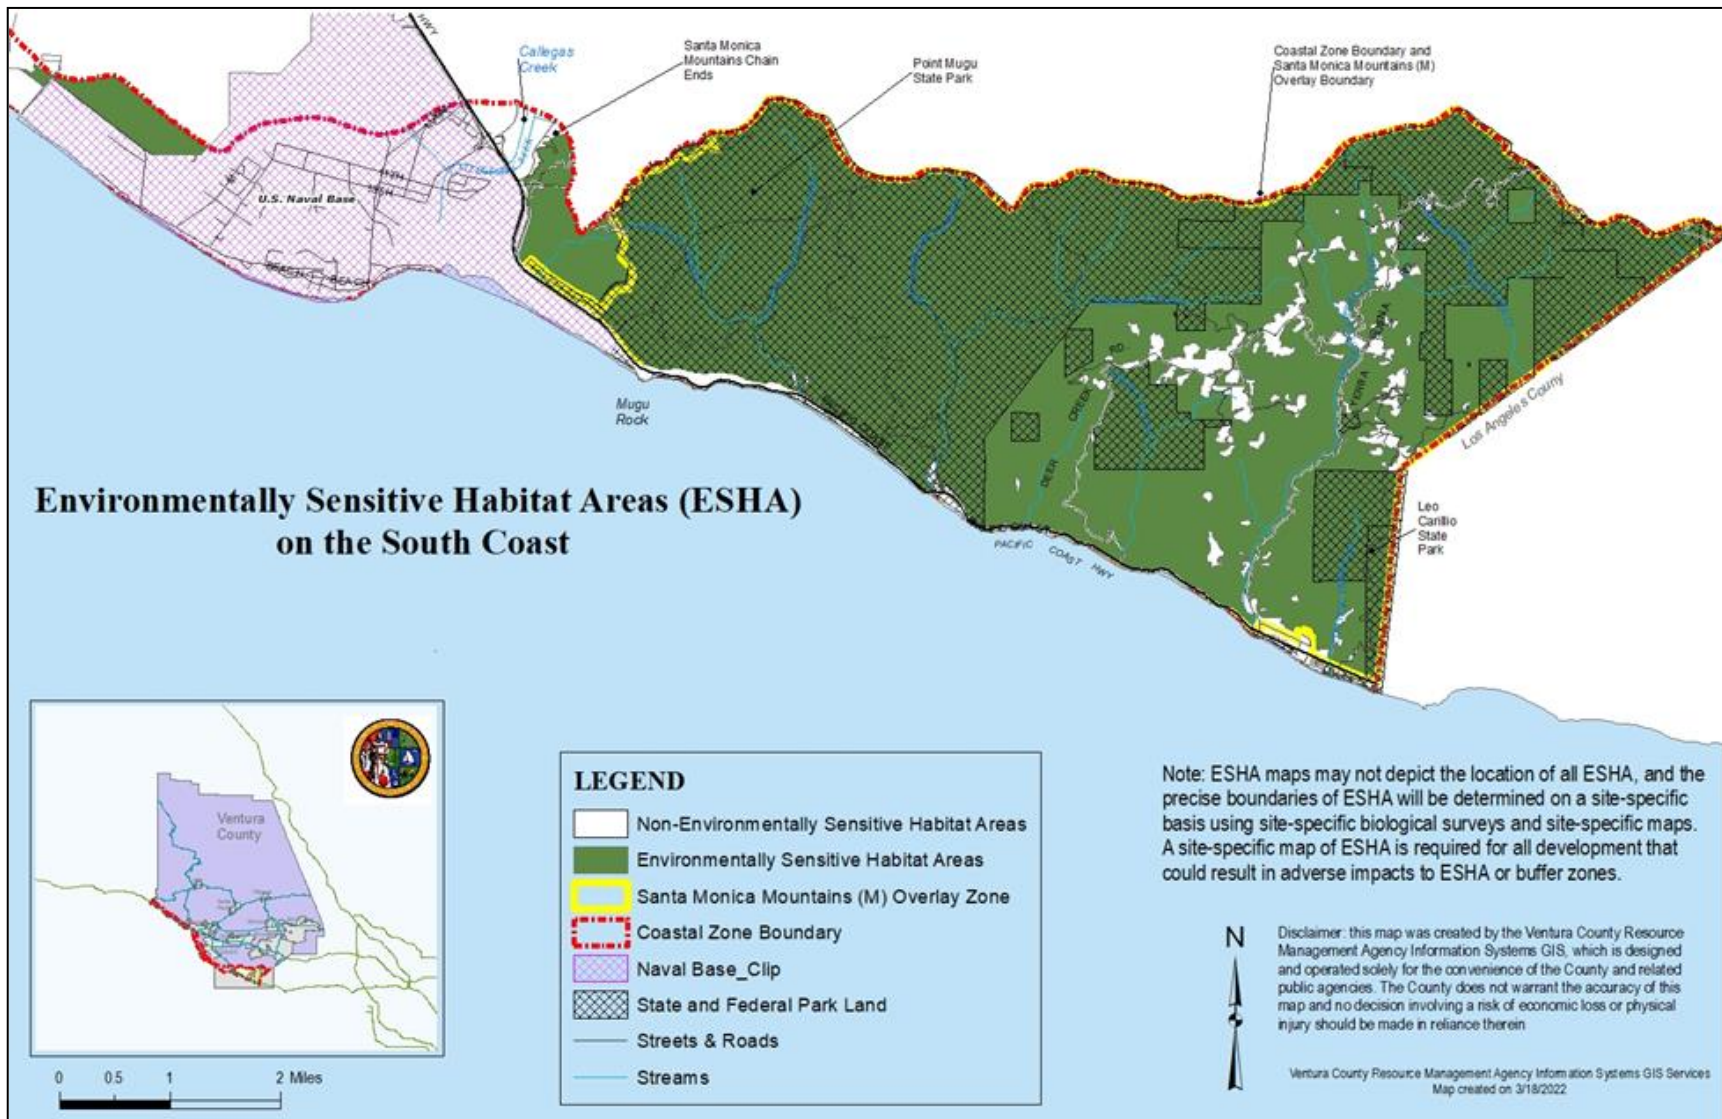 HWY
Callegas
Creek
Santa Monica
Mountains Chain
Ends
Point Mugu
State Park
Coastal Zone Boundary and
Santa Monica Mountains (M)
Overlay Boundary
U.S. Naval Base
BEACH
Mugu
Rock
DEER CREEK RD
YERBA BUENA
PACIFIC COAST HWY
Los Angeles Couny
Leo
Carillio
State
Park
Environmentally Sensitive Habitat Areas (ESHA)
on the South Coast
Ventura
County
0 0.5 1 2 Miles
LEGEND
Non-Environmentally Sensitive Habitat Areas
Environmentally Sensitive Habitat Areas
Santa Monica Mountains (M) Overlay Zone
Coastal Zone Boundary
Naval Base_Clip
State and Federal Park Land
Streets & Roads
Streams
Note: ESHA maps may not depict the location of all ESHA, and the
precise boundaries of ESHA will be determined on a site-specific
basis using site-specific biological surveys and site-specific maps.
A site-specific map of ESHA is required for all development that
could result in adverse impacts to ESHA or buffer zones.
N
Disclaimer: this map was created by the Ventura County Resource
Management Agency Information Systems GIS, which is designed
and operated solely for the convenience of the County and related
public agencies. The County does not warrant the accuracy of this
map and no decision involving a risk of economic loss or physical
injury should be made in reliance therein
Ventura County Resource Management Agency Information Systems GIS Services
Map created on 3/18/2022